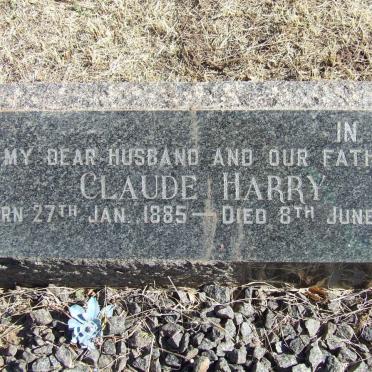 IN
MY DEAR HUSBAND AND OUR FATH
CLAUDE HARRY
RN 27TH JAN. 1885 — DIED 8TH JUNE